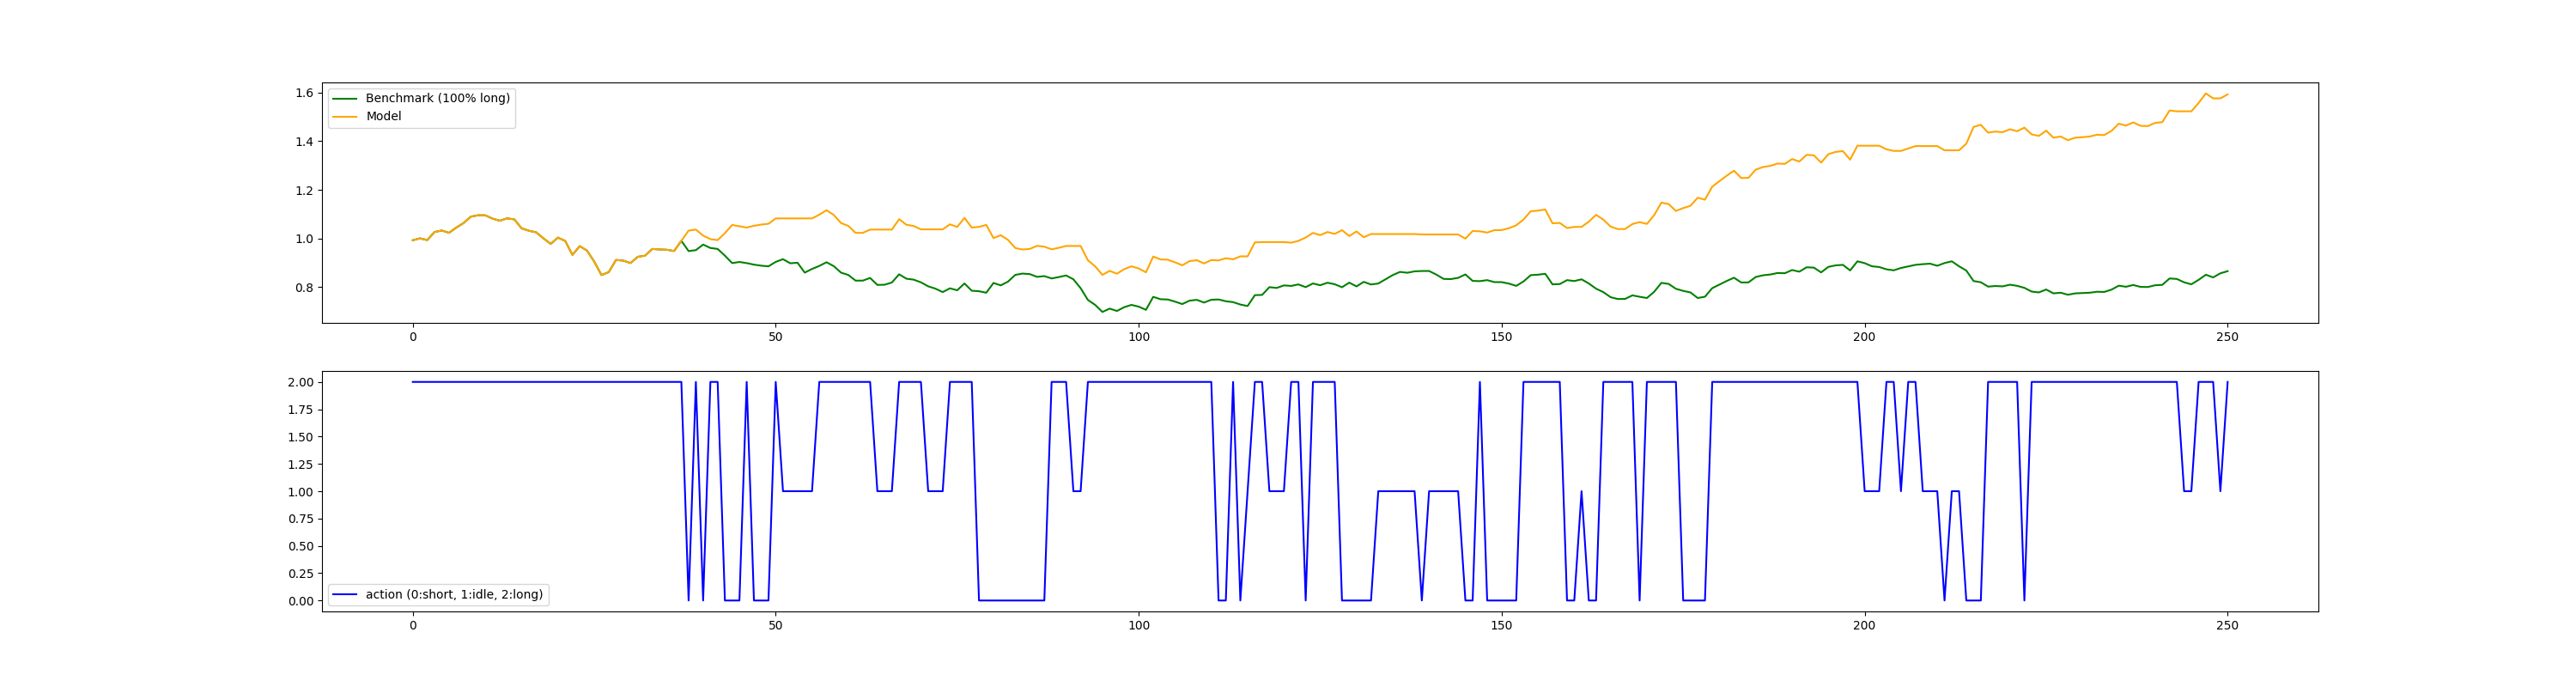 Benchmark (100% long)
Model
1.6
1.4
1.2
1.0
0.8
0 50 100 150 200 250
2.00
1.75
1.50
1.25
1.00
0.75
0.50
0.25
0.00
action (0:short, 1:idle, 2:long)
0 50 100 150 200 250